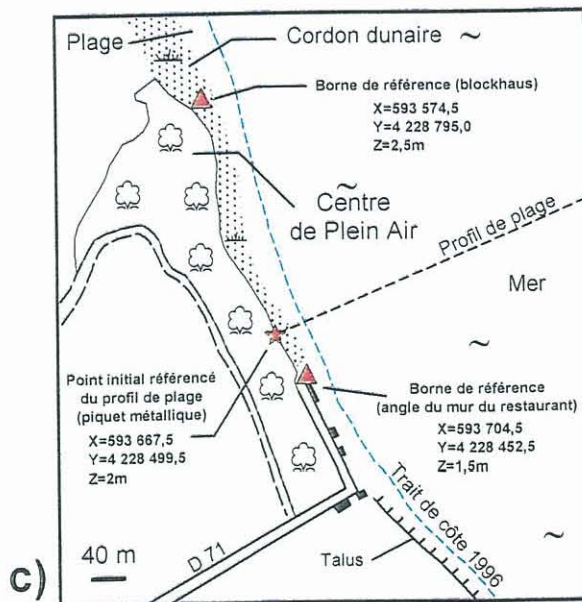 Plage
Cordon dunaire
Borne de référence (blockhaus)
X=593 574,5
Y=4 228 795,0
Z=2,5m
Centre
de Plein Air
Profil de plage
Mer
Point initial référencé
du profil de plage
(piquet métallique)
X=593 667,5
Y=4 228 499,5
Z=2m
Borne de référence
(angle du mur du restaurant)
X=593 704,5
Y=4 228 452,5
Z=1,5m
Trait de côte 1996
D 71
Talus
40 m
c)